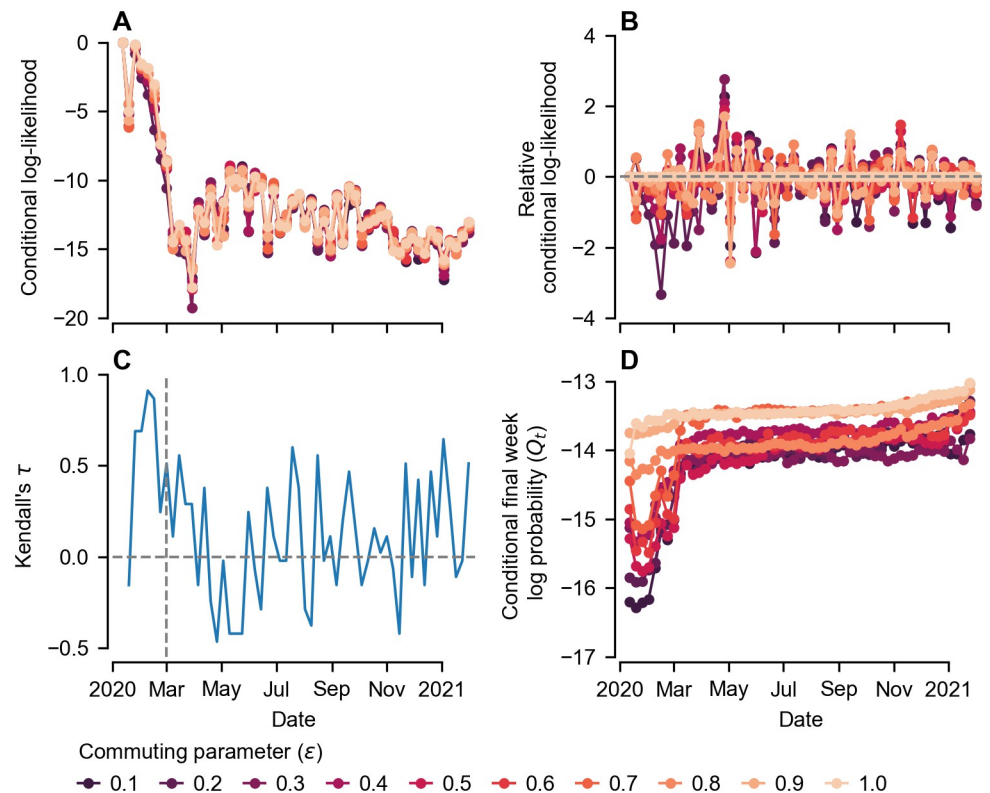 A
Conditional log-likelihood
0
−5
−10
−15
−20
B
Relative
conditional log-likelihood
4
2
0
−2
−4
C
Kendall's τ
1.0
0.5
0.0
−0.5
2020 Mar May Jul Sep Nov 2021
Date
D
Conditional final week
log probability (Qt)
−13
−14
−15
−16
−17
2020 Mar May Jul Sep Nov 2021
Date
Commuting parameter (ε)
0.1 0.2 0.3 0.4 0.5 0.6 0.7 0.8 0.9 1.0